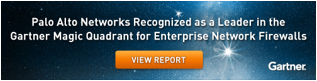 Palo Alto Networks Recognized as a Leader in the
Gartner Magic Quadrant for Enterprise Network Firewalls
VIEW REPORT
Gartner.